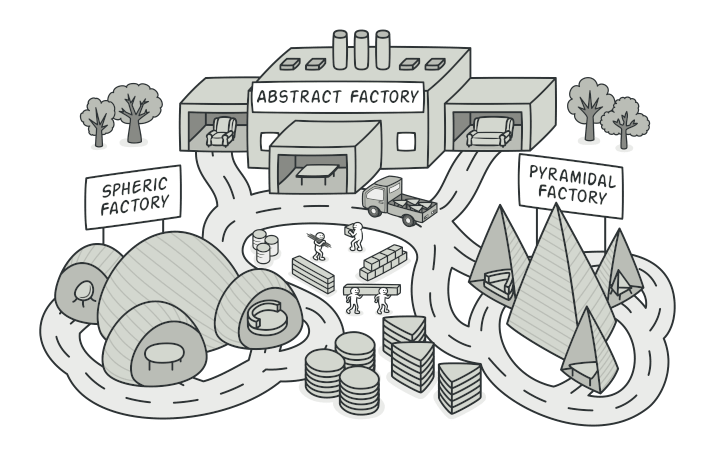 ABSTRACT FACTORY
SPHERIC
FACTORY
PYRAMIDAL
FACTORY